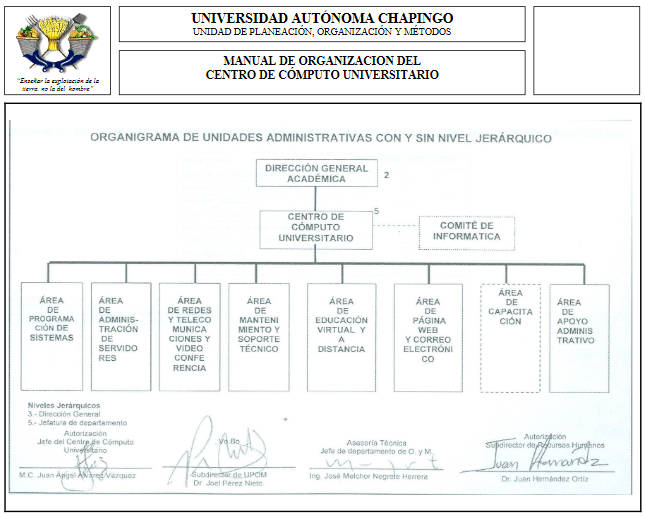 UNIVERSIDAD AUTÓNOMA CHAPINGO
UNIDAD DE PLANEACIÓN, ORGANIZACIÓN Y MÉTODOS
MANUAL DE ORGANIZACION DEL
CENTRO DE CÓMPUTO UNIVERSITARIO
"Enseñar la explotación de la
tierra, no la del hombre"
ORGANIGRAMA DE UNIDADES ADMINISTRATIVAS CON Y SIN NIVEL JERÁRQUICO
DIRECCIÓN GENERAL
ACADÉMICA
2
CENTRO DE
CÓMPUTO
UNIVERSITARIO
5
COMITÉ DE
INFORMATICA
ÁREA
DE
PROGRAMA
CIÓN DE
SISTEMAS
ÁREA
DE
ADMINIS-
TRACIÓN
DE
SERVIDO
RES
ÁREA
DE REDES
Y TELECO
MUNICA
CIONES Y
VIDEO
CONFE
RENCIA
ÁREA
DE
MANTENI
MIENTO Y
SOPORTE
TÉCNICO
ÁREA
DE
EDUCACIÓN
VIRTUAL Y
A
DISTANCIA
ÁREA
DE
PÁGINA
WEB
Y CORREO
ELECTRÓNI
CO
ÁREA
DE
CAPACITA
CIÓN
ÁREA
DE
APOYO
ADMINIS
TRATIVO
Niveles Jerárquicos
3.- Dirección General
5.- Jefatura de departamento
Autorización
Jefe del Centro de Cómputo
Universitario
M.C. Juan Ángel Álvarez Vázquez
Vo.Bo
Subdirector de UPOM
Dr. Joel Pérez Nieto
Asesoría Técnica
Jefa de departamento de O. y M.
Ing. José Melchor Negrete Herrera
Autorización
Subdirector de Recursos Humanos
Juan Hernandez
Dr. Juan Hernández Ortiz